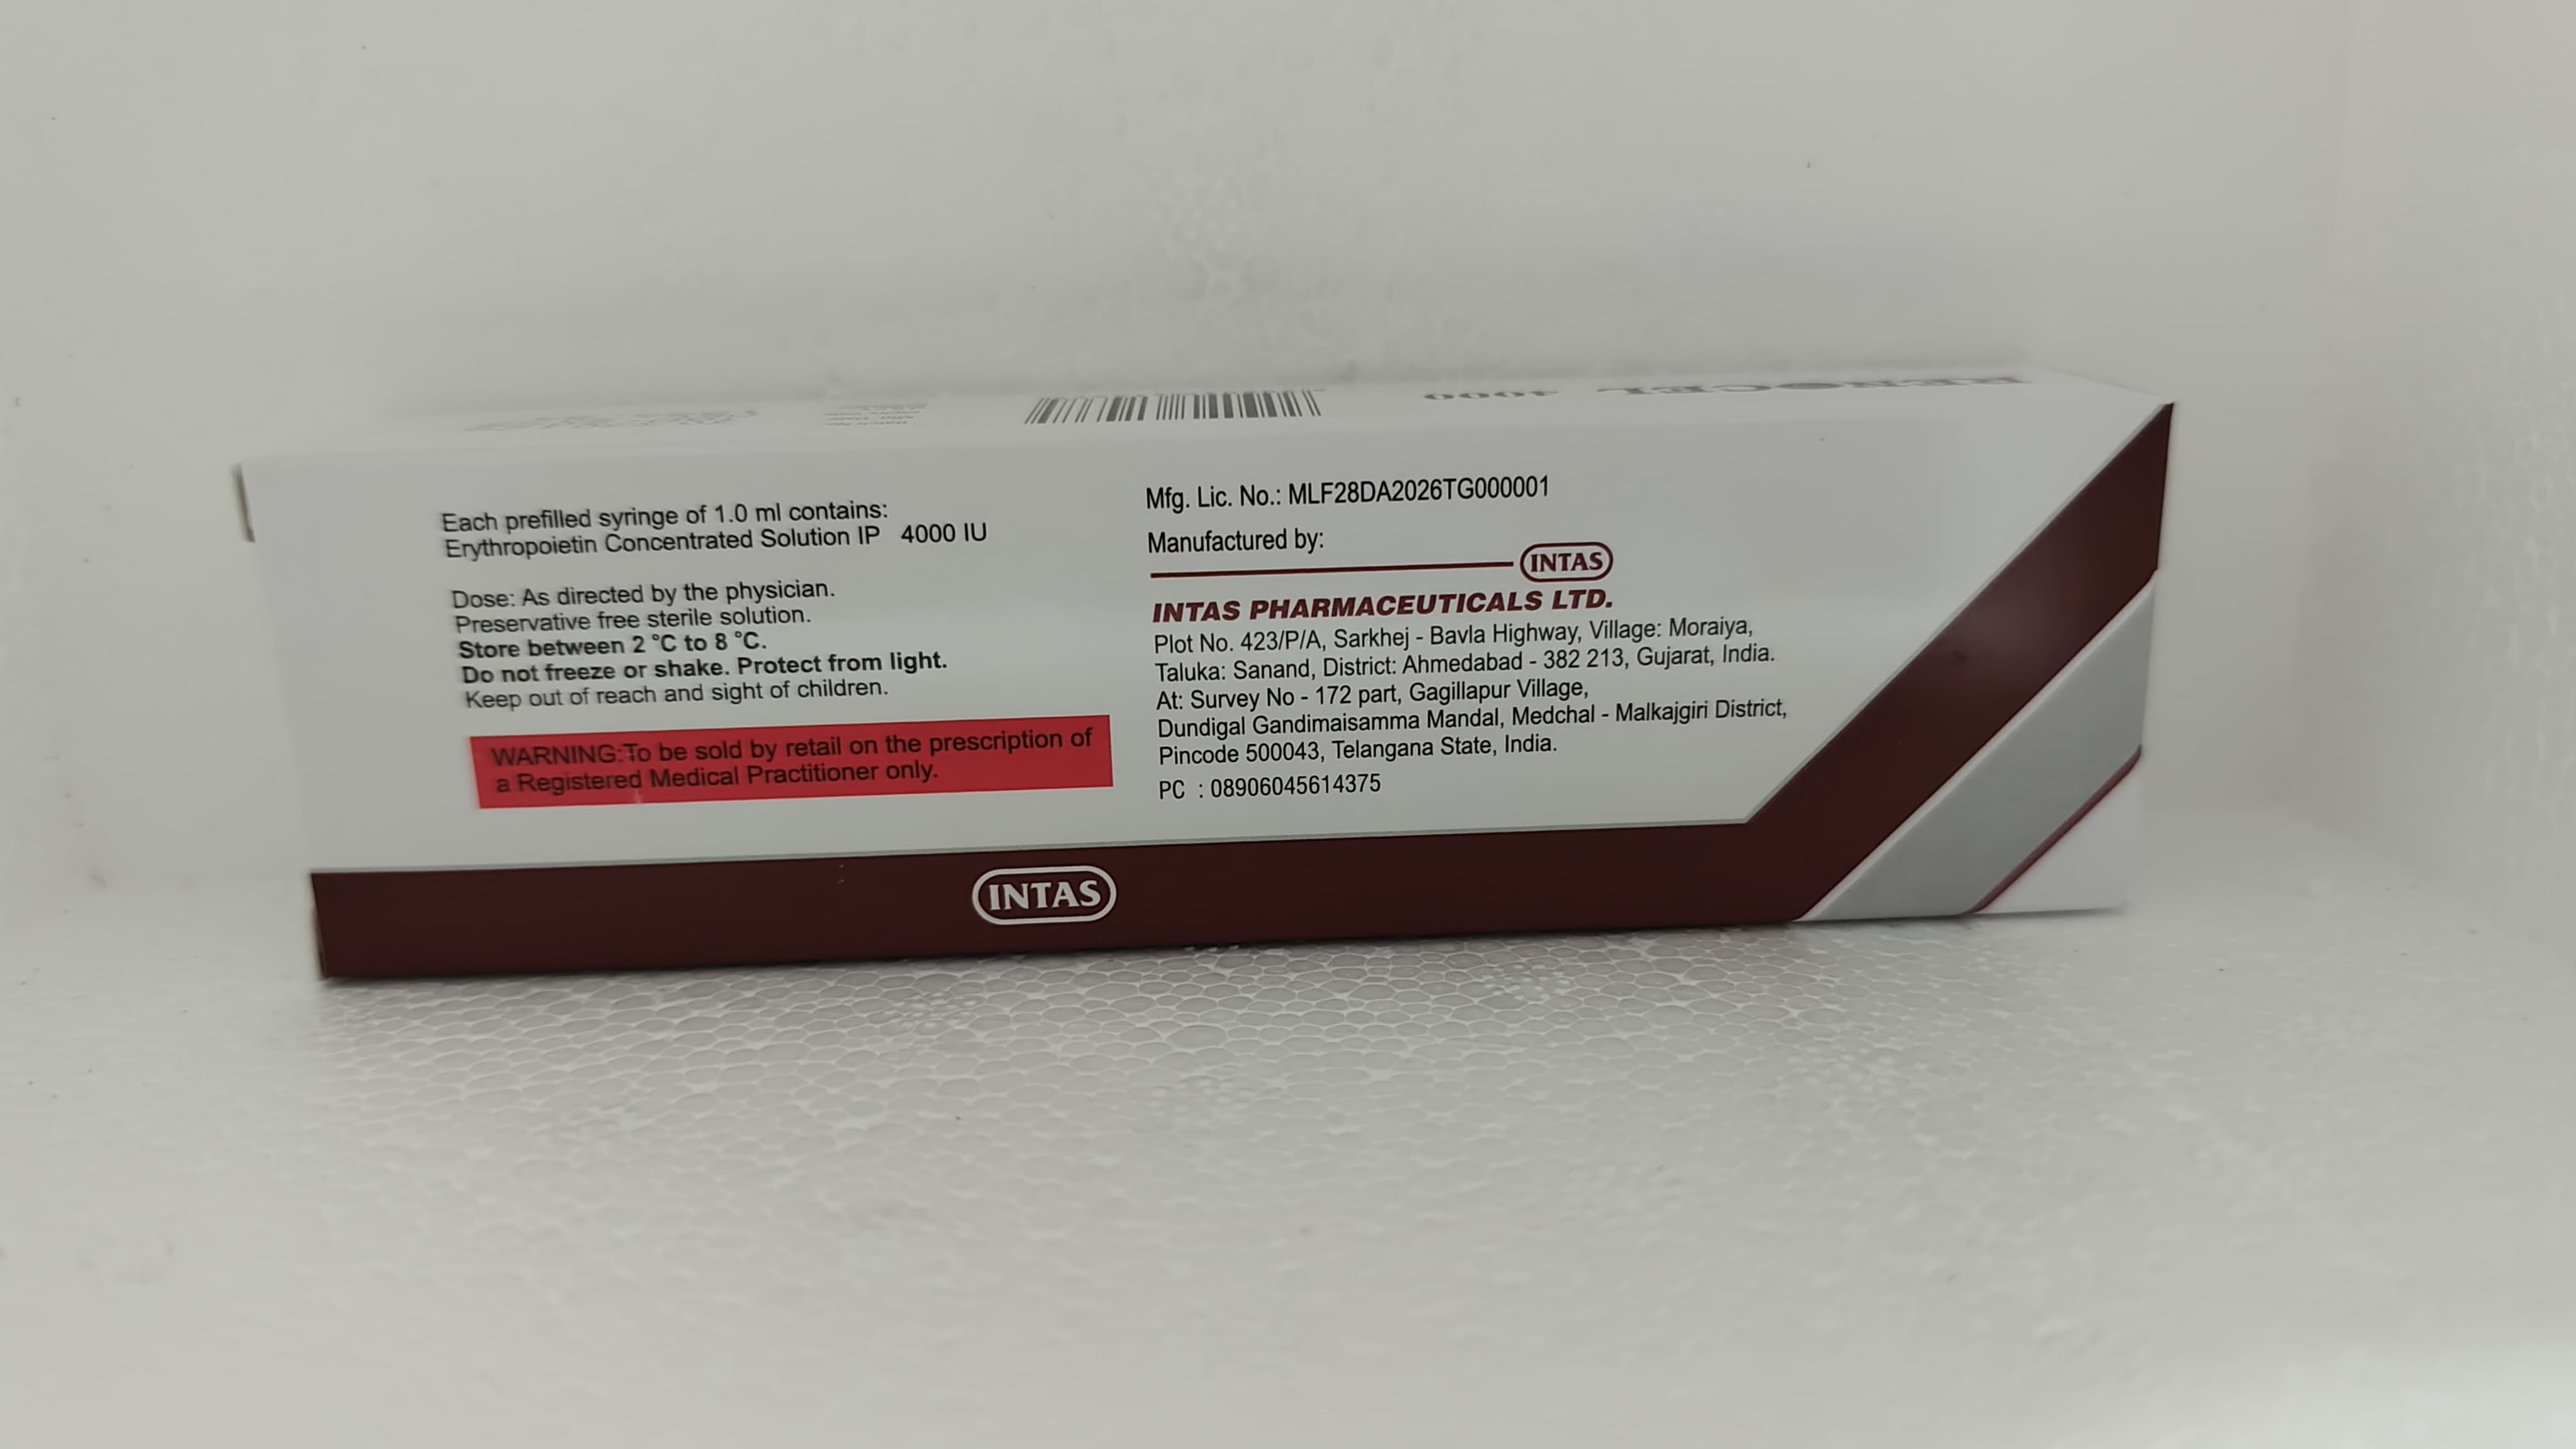 RENOCEL 4000
Each prefilled syringe of 1.0 ml contains:
Erythropoietin Concentrated Solution IP 4000 IU
Dose: As directed by the physician.
Preservative free sterile solution.
Store between 2 °C to 8 °C.
Do not freeze or shake. Protect from light.
Keep out of reach and sight of children.
WARNING:To be sold by retail on the prescription of
a Registered Medical Practitioner only.
Mfg. Lic. No.: MLF28DA2026TG000001
Manufactured by:
INTAS
INTAS PHARMACEUTICALS LTD.
Plot No. 423/P/A, Sarkhej - Bavla Highway, Village: Moraiya,
Taluka: Sanand, District: Ahmedabad - 382 213, Gujarat, India.
At: Survey No - 172 part, Gagillapur Village,
Dundigal Gandimaisamma Mandal, Medchal - Malkajgiri District,
Pincode 500043, Telangana State, India.
PC : 08906045614375
INTAS